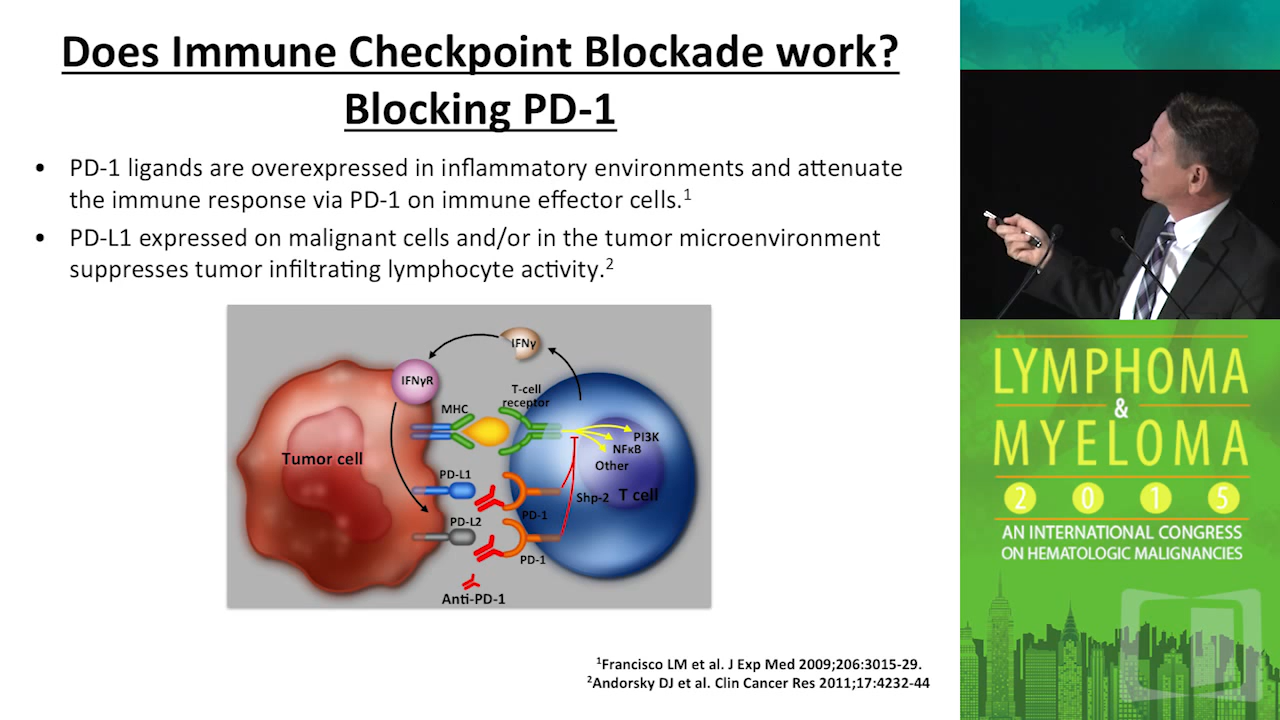 Does Immune Checkpoint Blockade work?
Blocking PD-1
• PD-1 ligands are overexpressed in inflammatory environments and attenuate
the immune response via PD-1 on immune effector cells.¹
• PD-L1 expressed on malignant cells and/or in the tumor microenvironment
suppresses tumor infiltrating lymphocyte activity.²
IFNγ
IFNγR
T-cell
receptor
MHC
PI3K
NFκB
Other
Tumor cell
PD-L1
Shp-2
T cell
PD-1
PD-L2
PD-1
Anti-PD-1
¹Francisco LM et al. J Exp Med 2009;206:3015-29.
²Andorsky DJ et al. Clin Cancer Res 2011;17:4232-44
LYMPHOMA
&
MYELOMA
2 0 1 5
AN INTERNATIONAL CONGRESS
ON HEMATOLOGIC MALIGNANCIES